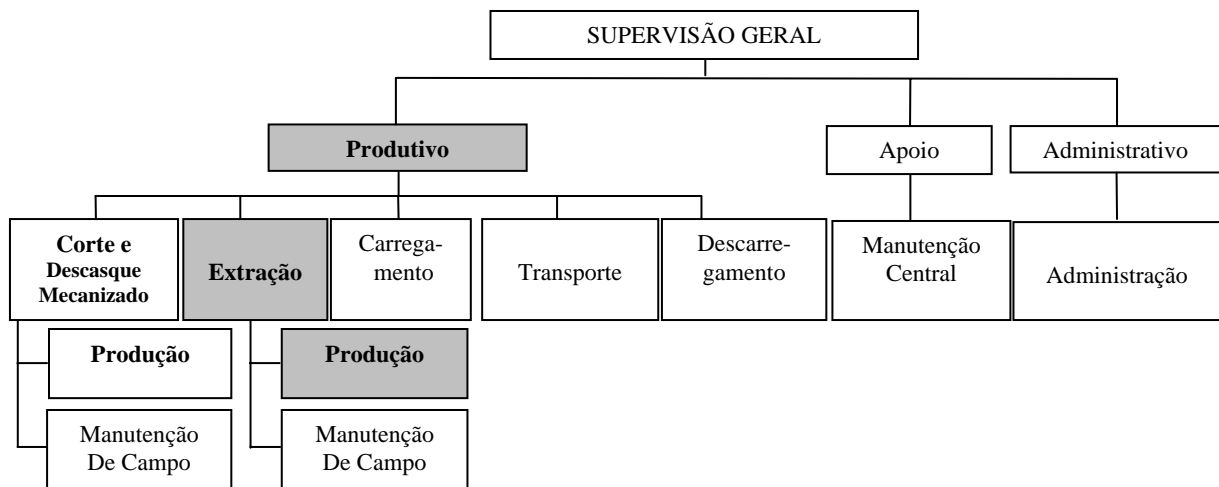 SUPERVISÃO GERAL
Produtivo
Apoio
Administrativo
Corte e
Descasque
Mecanizado
Extração
Carrega-
mento
Transporte
Descarre-
gamento
Manutenção
Central
Administração
Produção
Produção
Manutenção
De Campo
Manutenção
De Campo